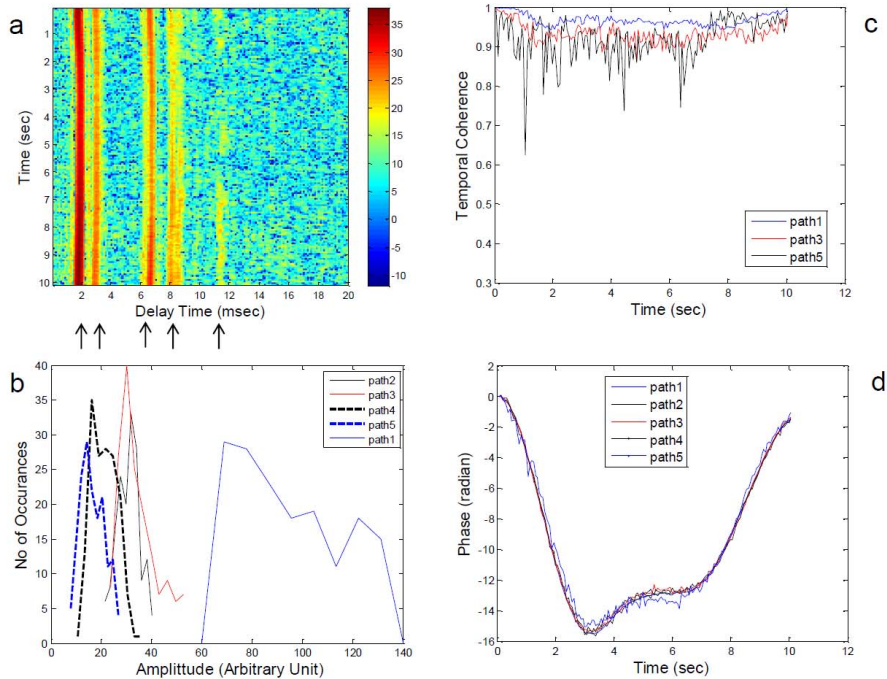 a
Time (sec)
1
2
3
4
5
6
7
8
9
10
2 4 6 8 10 12 14 16 18 20
Delay Time (msec)
35
30
25
20
15
10
5
0
-5
-10
c
Temporal Coherence
1
0.9
0.8
0.7
0.6
0.5
0.4
0.3
0 2 4 6 8 10 12
Time (sec)
path1
path3
path5
b
No of Occurances
40
35
30
25
20
15
10
5
0
0 20 40 60 80 100 120 140
Amplittude (Arbitrary Unit)
path2
path3
path4
path5
path1
d
Phase (radian)
2
0
-2
-4
-6
-8
-10
-12
-14
-16
0 2 4 6 8 10 12
Time (sec)
path1
path2
path3
path4
path5